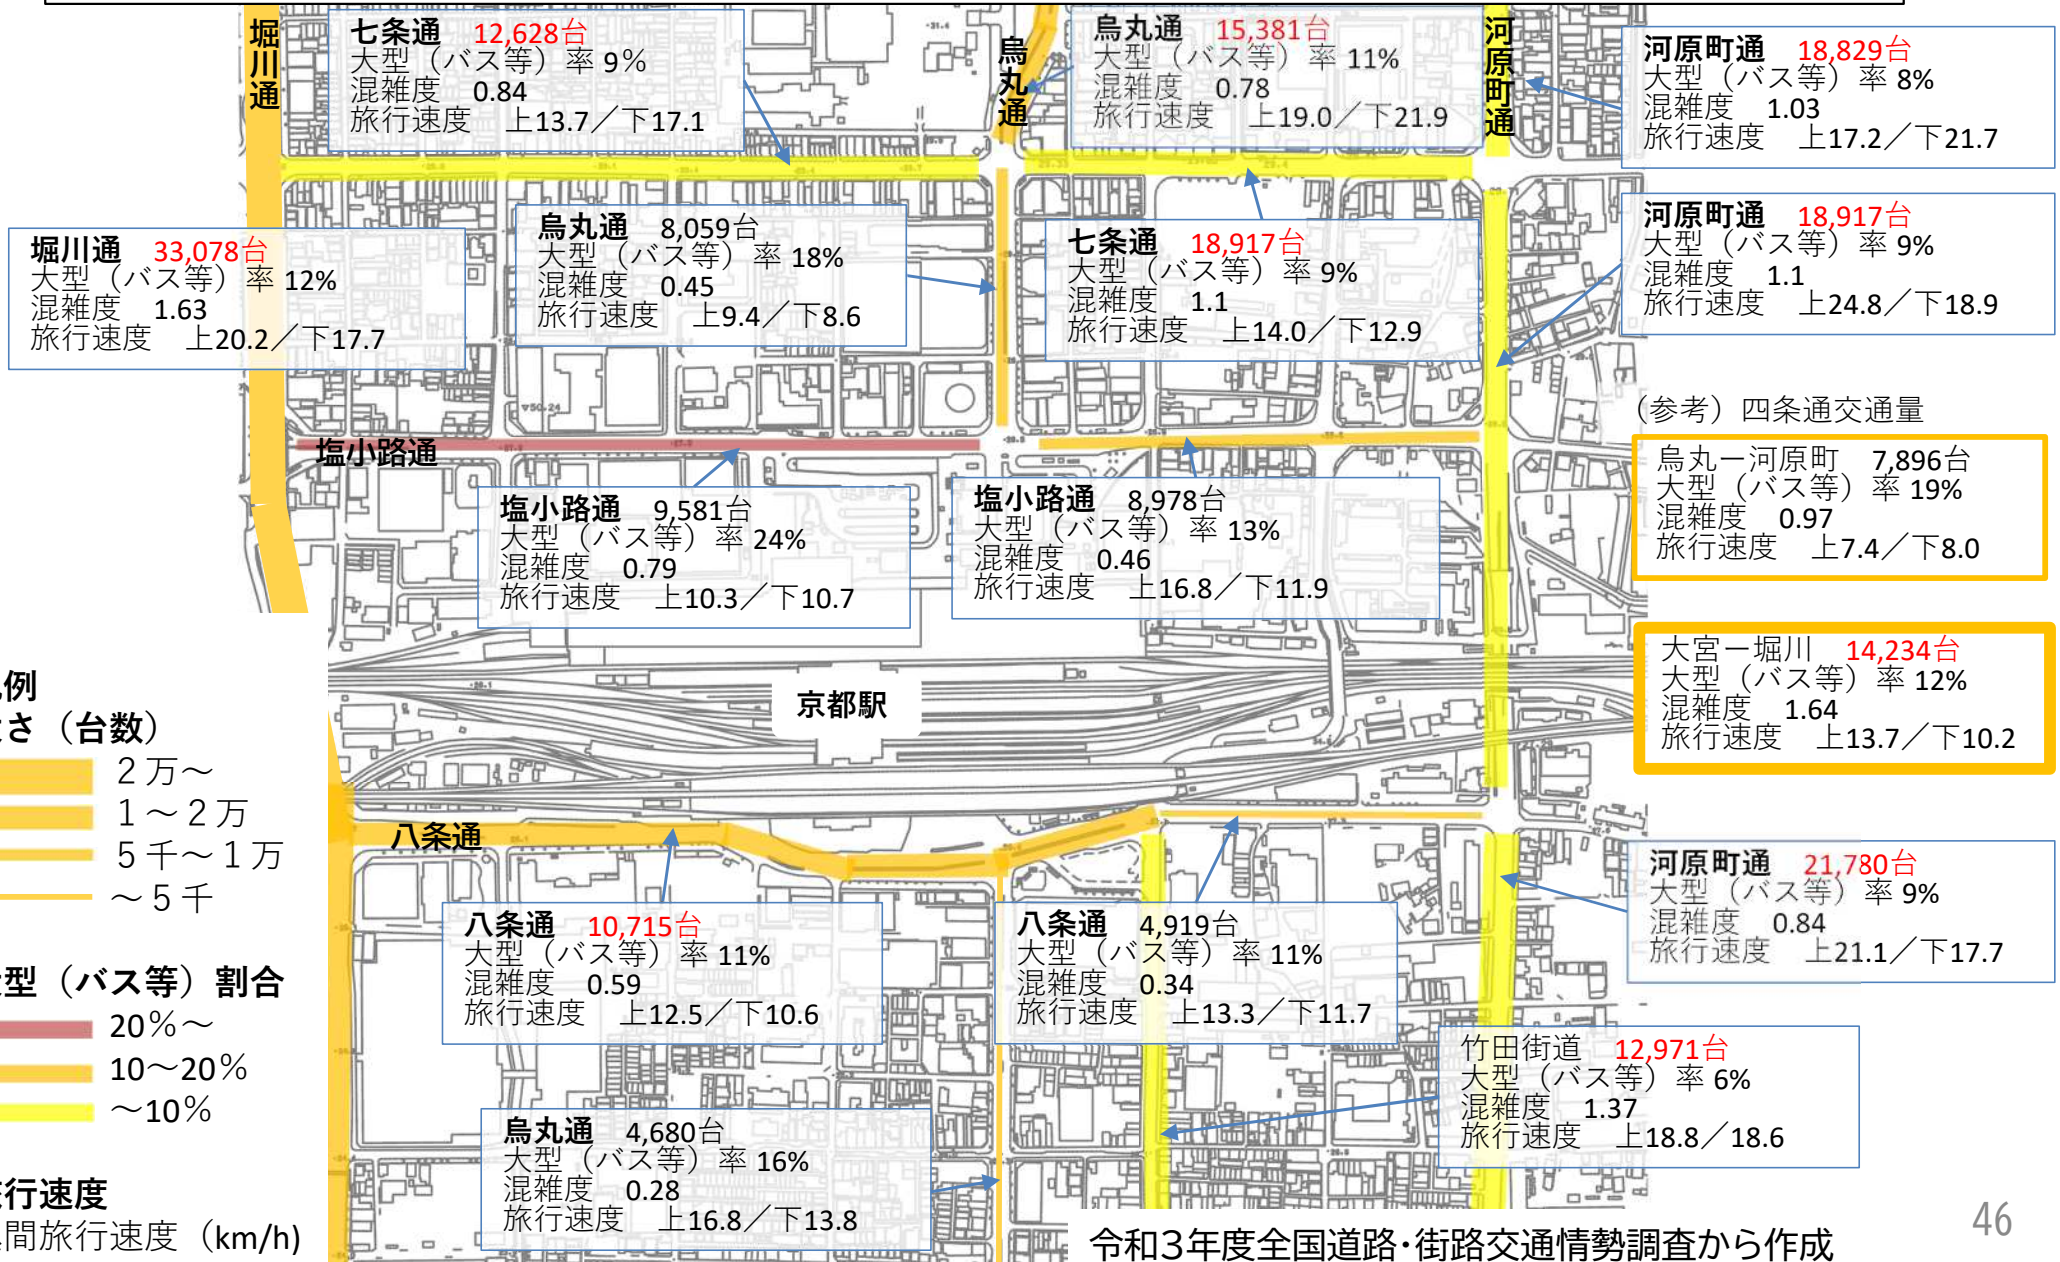 堀川通
七条通 12,628台
大型（バス等）率 9%
混雑度 0.84
旅行速度 上13.7／下17.1
烏丸通
烏丸通 15,381台
大型（バス等）率 11%
混雑度 0.78
旅行速度 上19.0／下21.9
河原町通
河原町通 18,829台
大型（バス等）率 8%
混雑度 1.03
旅行速度 上17.2／下21.7
堀川通 33,078台
大型（バス等）率 12%
混雑度 1.63
旅行速度 上20.2／下17.7
烏丸通 8,059台
大型（バス等）率 18%
混雑度 0.45
旅行速度 上9.4／下8.6
七条通 18,917台
大型（バス等）率 9%
混雑度 1.1
旅行速度 上14.0／下12.9
河原町通 18,917台
大型（バス等）率 9%
混雑度 1.1
旅行速度 上24.8／下18.9
（参考）四条通交通量
烏丸ー河原町 7,896台
大型（バス等）率 19%
混雑度 0.97
旅行速度 上7.4／下8.0
塩小路通
塩小路通 9,581台
大型（バス等）率 24%
混雑度 0.79
旅行速度 上10.3／下10.7
塩小路通 8,978台
大型（バス等）率 13%
混雑度 0.46
旅行速度 上16.8／下11.9
大宮ー堀川 14,234台
大型（バス等）率 12%
混雑度 1.64
旅行速度 上13.7／下10.2
京都駅
例
さ（台数）
２万～
１～２万
５千～１万
～５千
八条通
八条通 10,715台
大型（バス等）率 11%
混雑度 0.59
旅行速度 上12.5／下10.6
八条通 4,919台
大型（バス等）率 11%
混雑度 0.34
旅行速度 上13.3／下11.7
河原町通 21,780台
大型（バス等）率 9%
混雑度 0.84
旅行速度 上21.1／下17.7
型（バス等）割合
20%～
10～20%
～10%
竹田街道 12,971台
大型（バス等）率 6%
混雑度 1.37
旅行速度 上18.8／18.6
烏丸通 4,680台
大型（バス等）率 16%
混雑度 0.28
旅行速度 上16.8／下13.8
行速度
間旅行速度（km/h)
令和３年度全国道路・街路交通情勢調査から作成
46